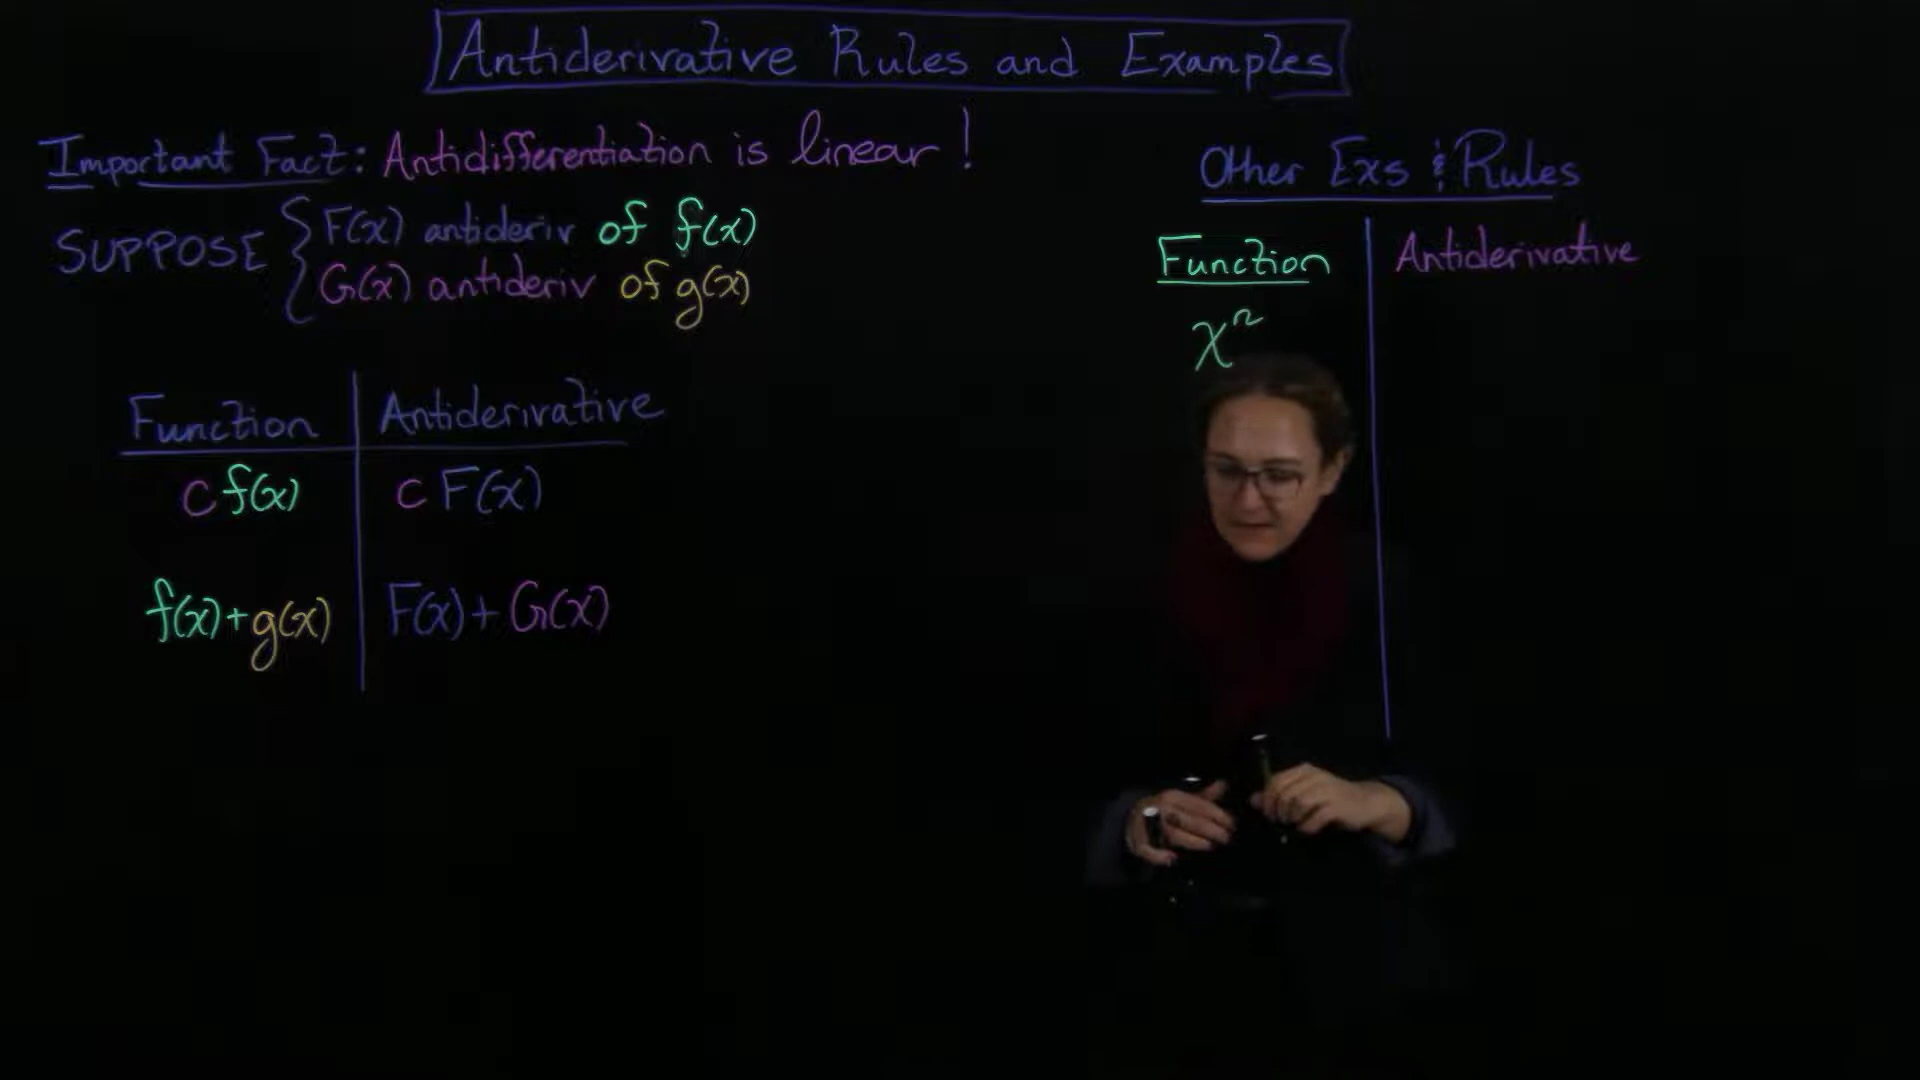 Antiderivative Rules and Examples
Important Fact: Antidifferentiation is linear!
SUPPOSE { F(x) antideriv of f(x)
G(x) antideriv of g(x)
Function | Antiderivative
c f(x) | c F(x)
f(x)+g(x) | F(x)+G(x)
Other Exs & Rules
Function | Antiderivative
xⁿ